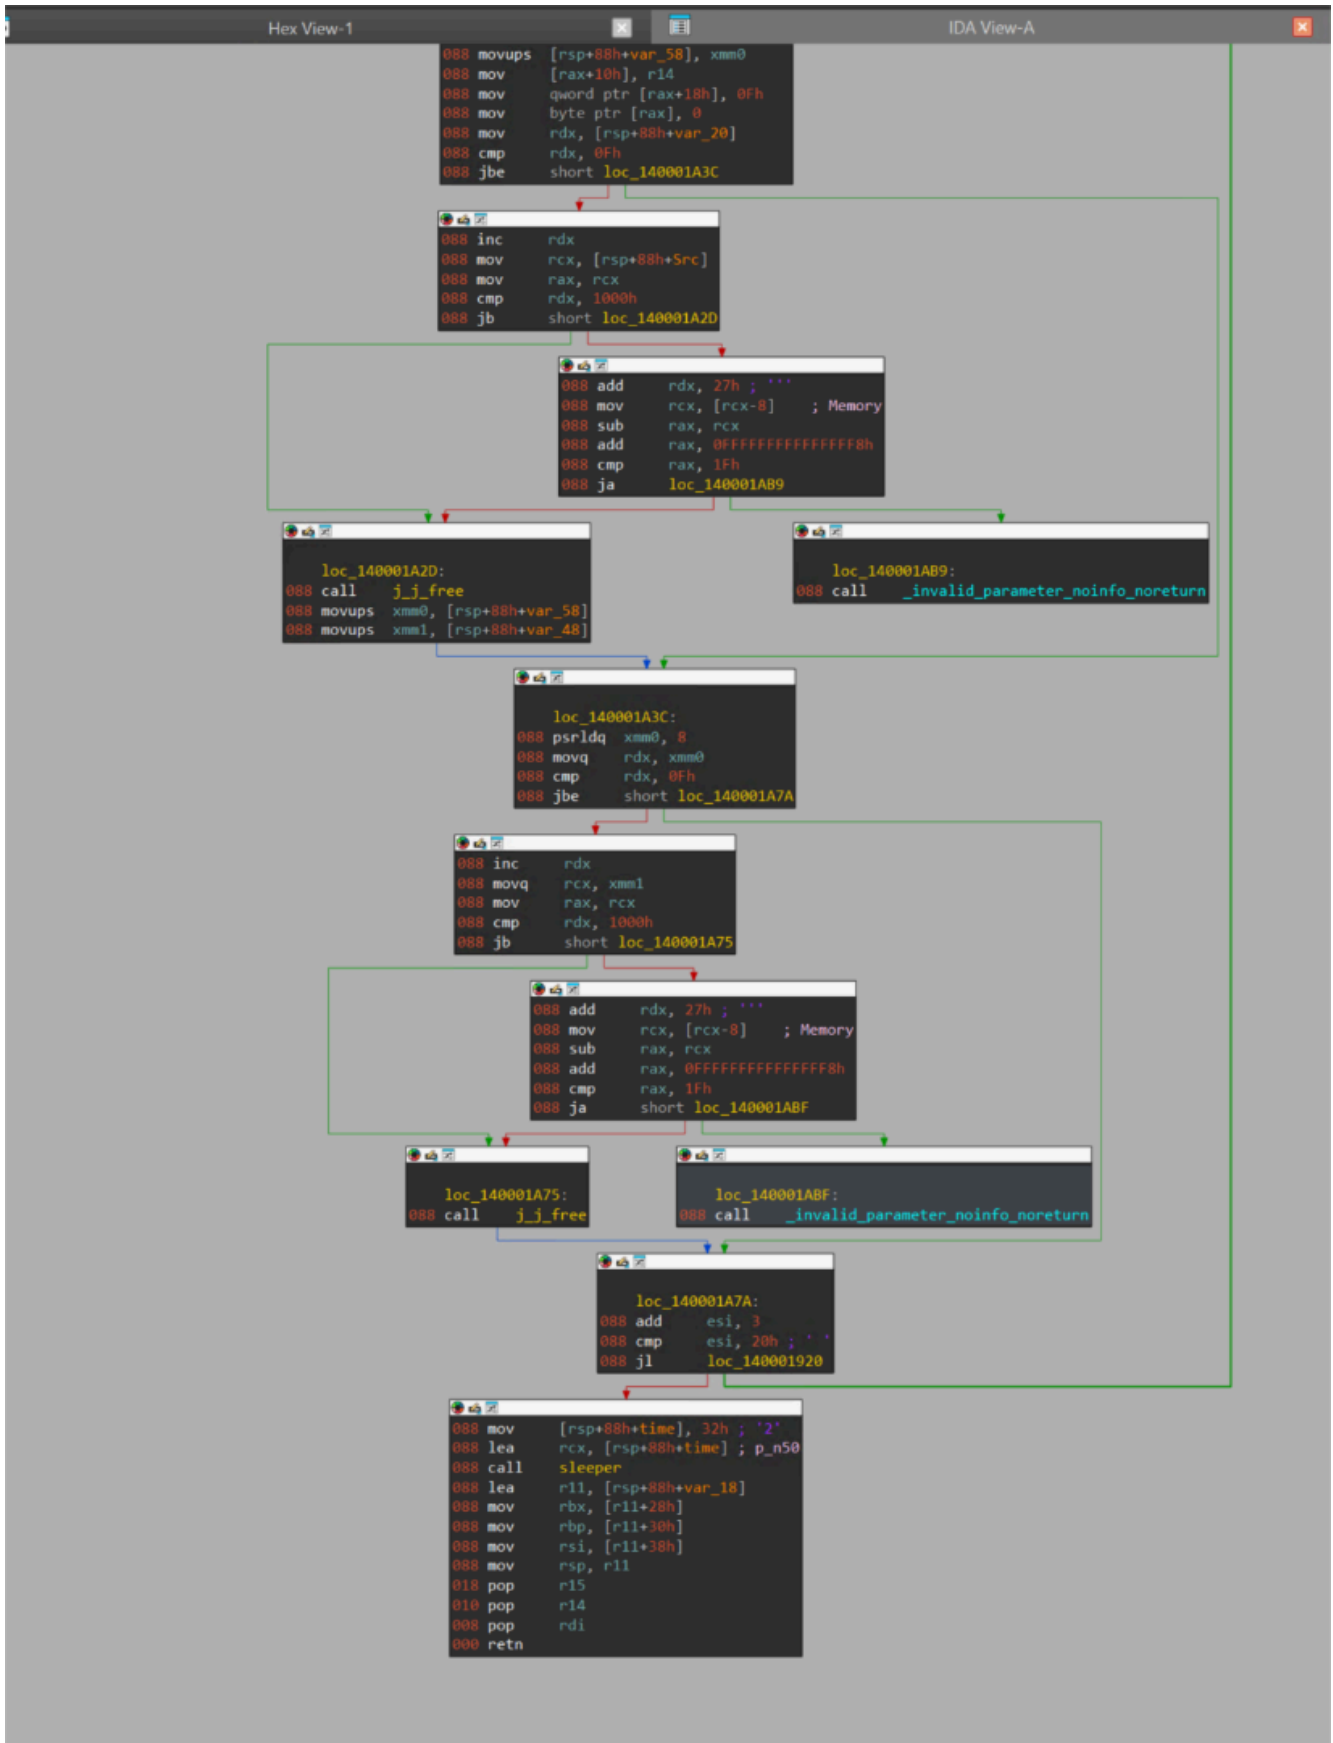 Hex View-1
IDA View-A
088 movups [rsp+88h+var_58], xmm0
088 mov [rax+10h], r14
088 mov qword ptr [rax+18h], 0Fh
088 mov byte ptr [rax], 0
088 mov rdx, [rsp+88h+var_20]
088 cmp rdx, 0Fh
088 jbe short loc_140001A3C
088 inc rdx
088 mov rcx, [rsp+88h+Src]
088 mov rax, rcx
088 cmp rdx, 1000h
088 jb short loc_140001A2D
088 add rdx, 27h ; '''
088 mov rcx, [rcx-8] ; Memory
088 sub rax, rcx
088 add rax, 0FFFFFFFFFFFFFFF8h
088 cmp rax, 1Fh
088 ja loc_140001AB9
loc_140001A2D:
088 call j_j_free
088 movups xmm0, [rsp+88h+var_58]
088 movups xmm1, [rsp+88h+var_48]
loc_140001AB9:
088 call _invalid_parameter_noinfo_noreturn
loc_140001A3C:
088 psrldq xmm0, 8
088 movq rdx, xmm0
088 cmp rdx, 0Fh
088 jbe short loc_140001A7A
088 inc rdx
088 movq rcx, xmm1
088 mov rax, rcx
088 cmp rdx, 1000h
088 jb short loc_140001A75
088 add rdx, 27h ; '''
088 mov rcx, [rcx-8] ; Memory
088 sub rax, rcx
088 add rax, 0FFFFFFFFFFFFFFF8h
088 cmp rax, 1Fh
088 ja short loc_140001ABF
loc_140001A75:
088 call j_j_free
loc_140001ABF:
088 call _invalid_parameter_noinfo_noreturn
loc_140001A7A:
088 add esi, 3
088 cmp esi, 20h ; ' '
088 jl loc_140001920
088 mov [rsp+88h+time], 32h ; '2'
088 lea rcx, [rsp+88h+time] ; p_n50
088 call sleeper
088 lea r11, [rsp+88h+var_18]
088 mov rbx, [r11+28h]
088 mov rbp, [r11+30h]
088 mov rsi, [r11+38h]
088 mov rsp, r11
018 pop r15
010 pop r14
008 pop rdi
000 retn